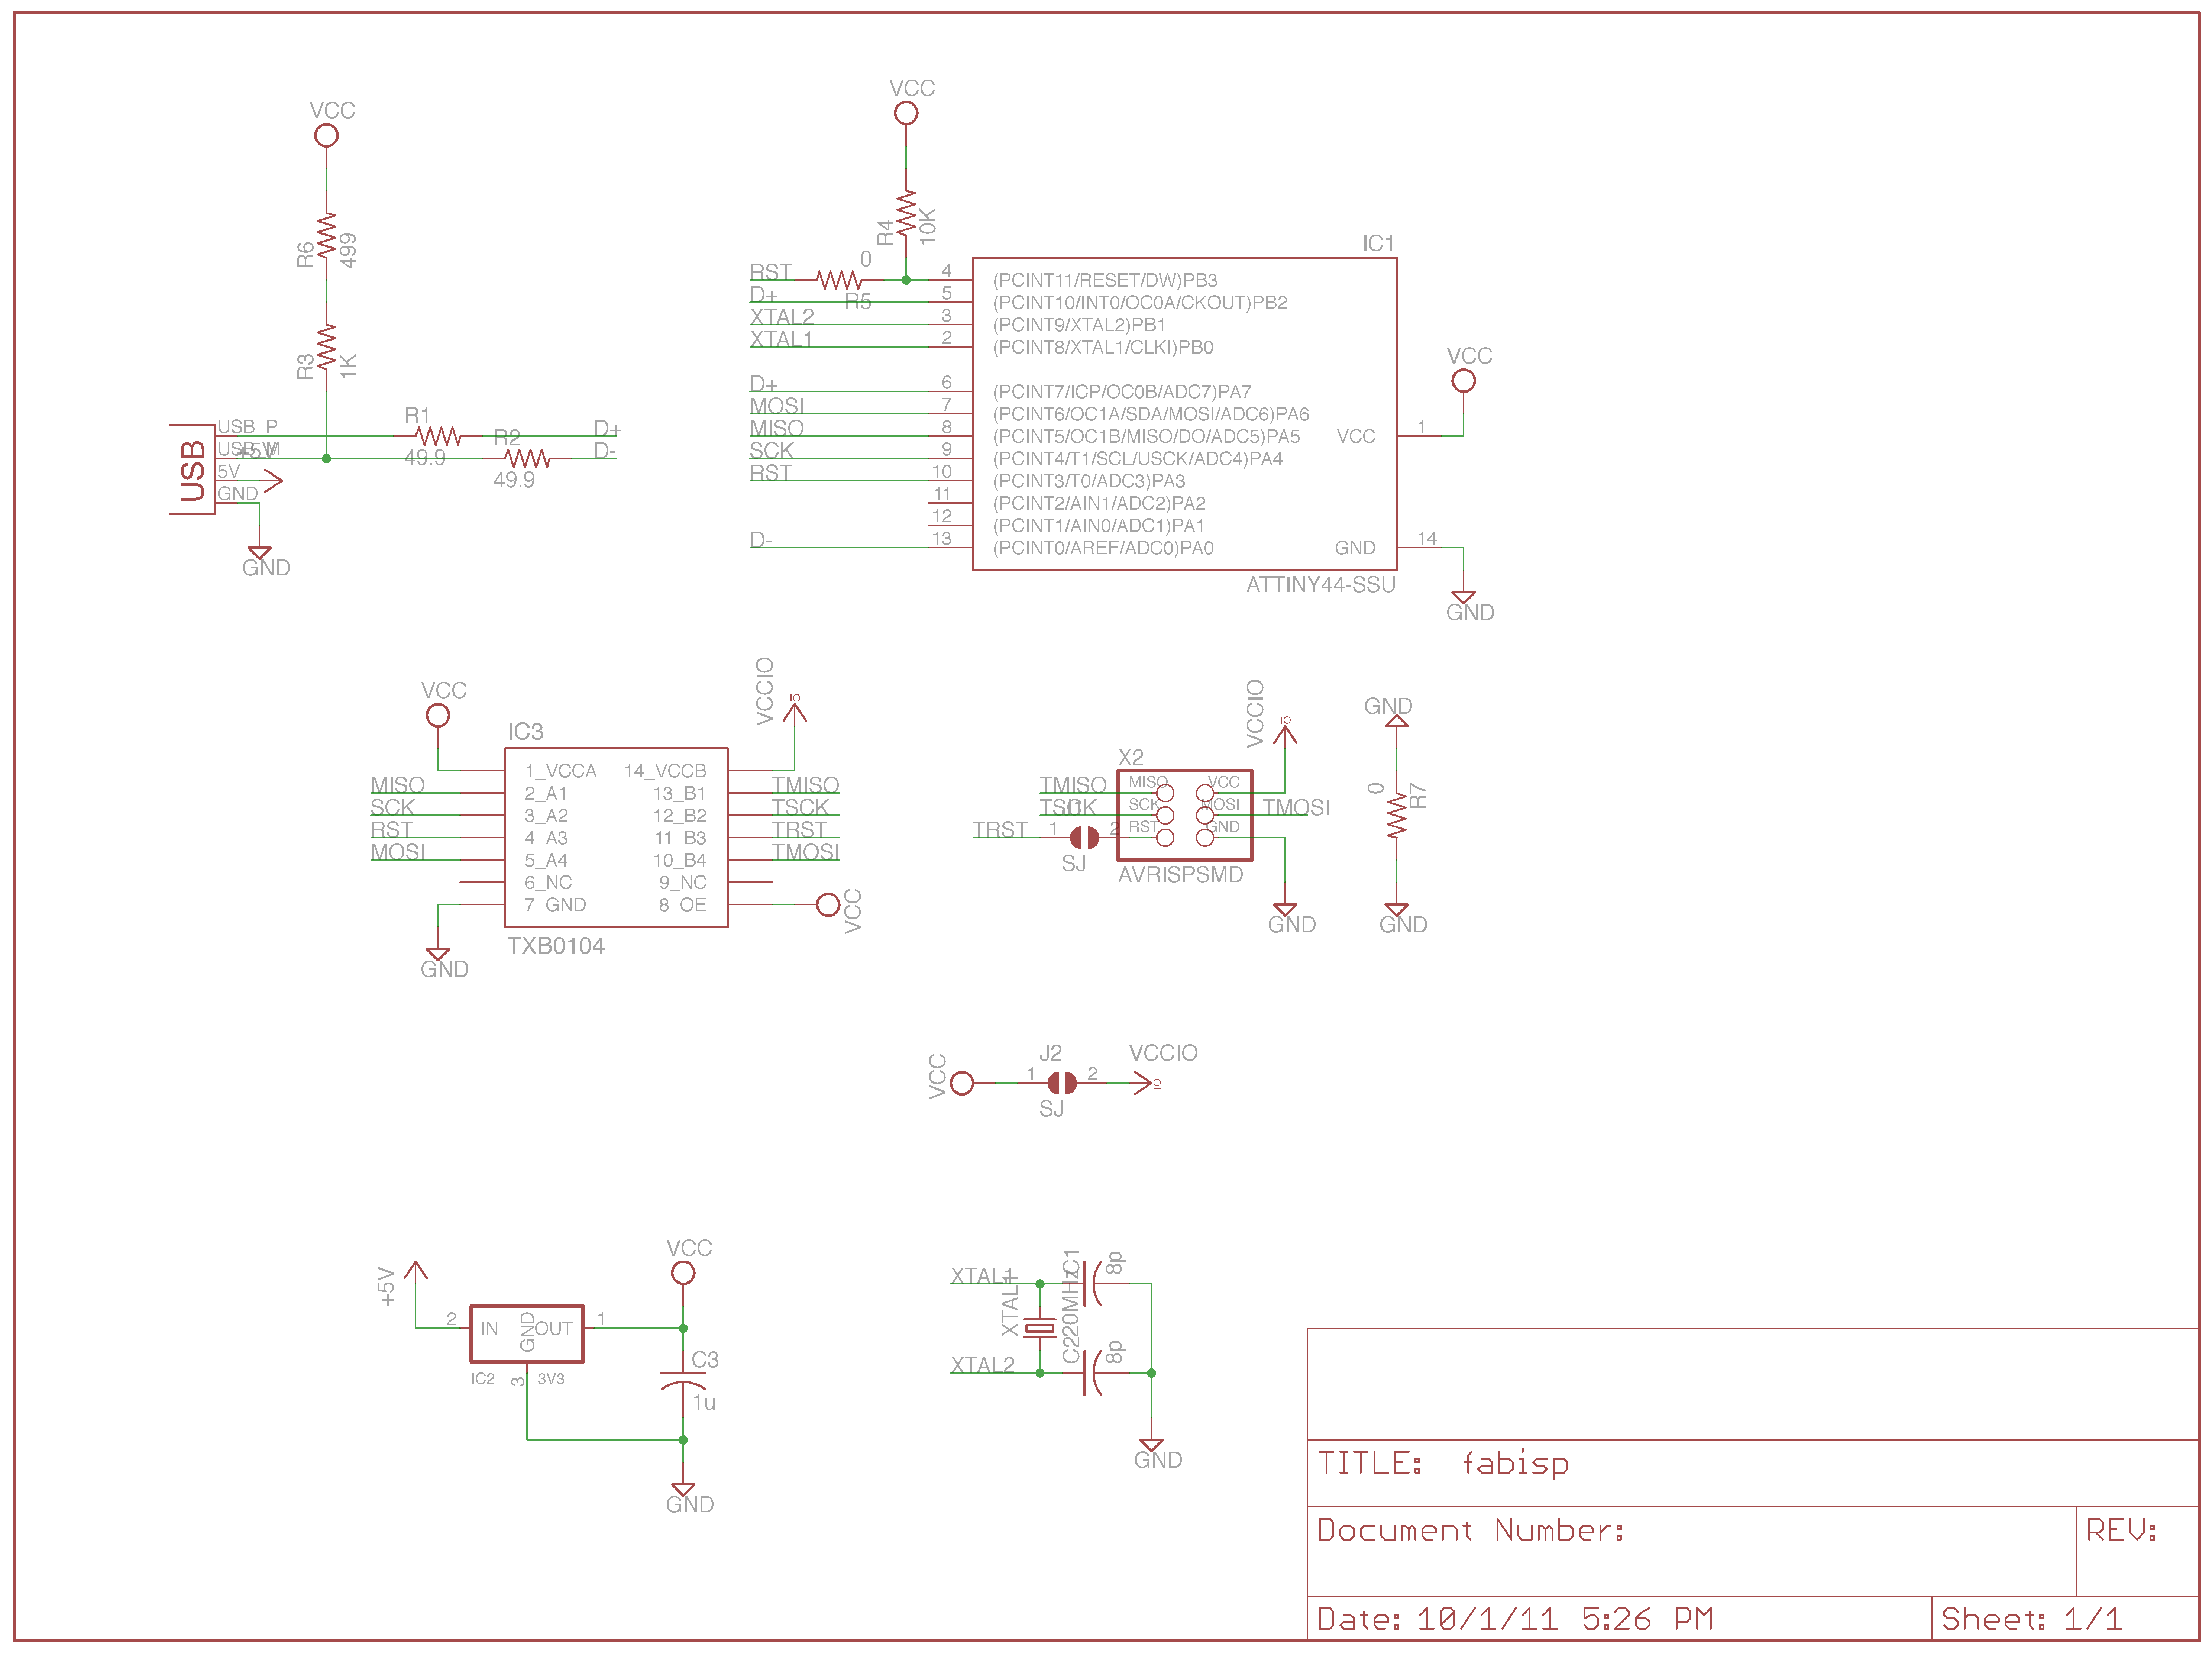 VCC
R6
499
R3
1K
USB
USB_P
USB_M
+5V
5V
GND
GND
R1
49.9
R2
49.9
D+
D-
VCC
R4
10K
RST
0
R5
D+
XTAL2
XTAL1
D+
MOSI
MISO
SCK
RST
D-
IC1
4 (PCINT11/RESET/DW)PB3
5 (PCINT10/INT0/OC0A/CKOUT)PB2
3 (PCINT9/XTAL2)PB1
2 (PCINT8/XTAL1/CLKI)PB0
6 (PCINT7/ICP/OC0B/ADC7)PA7
7 (PCINT6/OC1A/SDA/MOSI/ADC6)PA6
8 (PCINT5/OC1B/MISO/DO/ADC5)PA5
9 (PCINT4/T1/SCL/USCK/ADC4)PA4
10 (PCINT3/T0/ADC3)PA3
11 (PCINT2/AIN1/ADC2)PA2
12 (PCINT1/AIN0/ADC1)PA1
13 (PCINT0/AREF/ADC0)PA0
VCC 1
GND 14
VCC
GND
ATTINY44-SSU
VCC
IC3
VCCIO
IO
1_VCCA 14_VCCB
MISO 2_A1 13_B1 TMISO
SCK 3_A2 12_B2 TSCK
RST 4_A3 11_B3 TRST
MOSI 5_A4 10_B4 TMOSI
6_NC 9_NC
7_GND 8_OE
VCC
GND
TXB0104
X2
VCCIO
IO
TMISO MISO VCC
TSCK SCK MOSI TMOSI
J1
TRST 1 2 RST GND
SJ
AVRISPSMD
GND
GND
0
R7
GND
VCC
J2
1 2
SJ
VCCIO
IO
+5V
VCC
2 IN GND OUT 1
IC2 3 3V3
C3
1u
GND
XTAL1
XTAL2
XTAL
20MHz
C1
8p
C2
8p
GND
TITLE: fabisp
Document Number:
REV:
Date: 10/1/11 5:26 PM
Sheet: 1/1